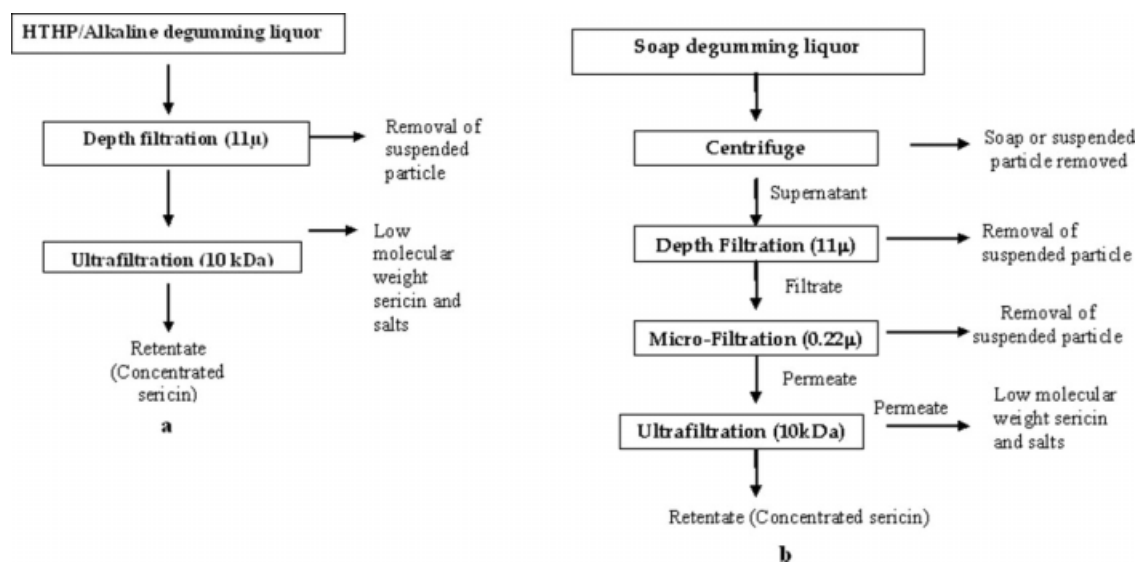 HTHP/Alkaline degumming liquor
Depth filtration (11µ)
Removal of
suspended
particle
Ultrafiltration (10 kDa)
Low
molecular
weight
sericin and
salts
Retentate
(Concentrated
sericin)
a
Soap degumming liquor
Centrifuge
Soap or suspended
particle removed
Supernatant
Depth Filtration (11µ)
Removal of
suspended particle
Filtrate
Micro-Filtration (0.22µ)
Removal of
suspended particle
Permeate
Ultrafiltration (10kDa)
Permeate
Low molecular
weight sericin
and salts
Retentate (Concentrated sericin)
b